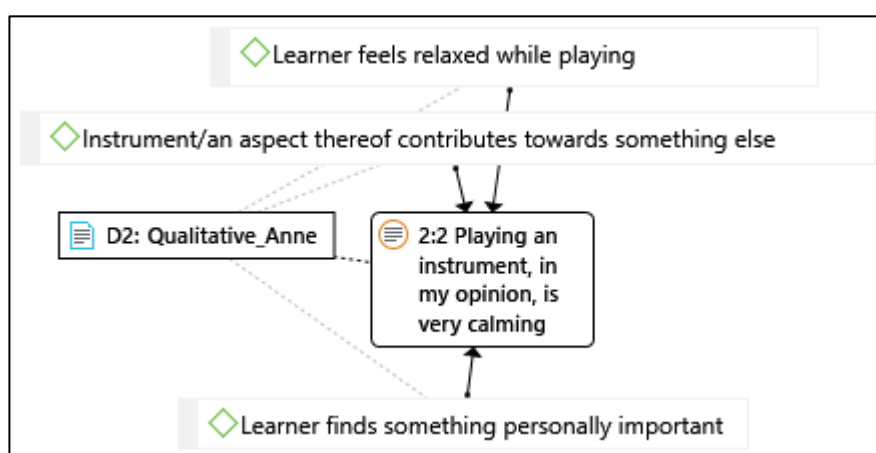 Learner feels relaxed while playing
Instrument/an aspect thereof contributes towards something else
D2: Qualitative_Anne
2:2 Playing an
instrument, in
my opinion, is
very calming
Learner finds something personally important